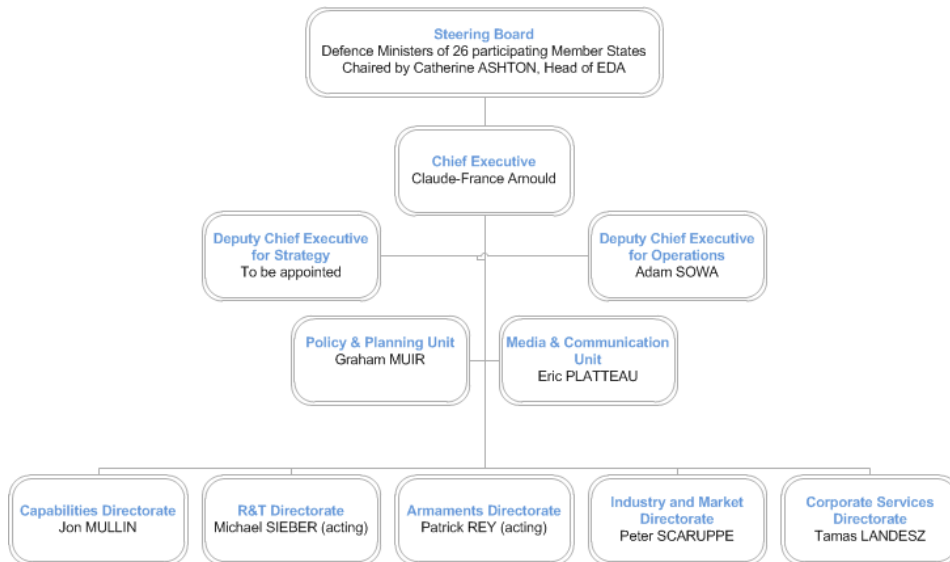 Steering Board
Defence Ministers of 26 participating Member States
Chaired by Catherine ASHTON, Head of EDA
Chief Executive
Claude-France Arnould
Deputy Chief Executive
for Strategy
To be appointed
Deputy Chief Executive
for Operations
Adam SOWA
Policy & Planning Unit
Graham MUIR
Media & Communication
Unit
Eric PLATTEAU
Capabilities Directorate
Jon MULLIN
R&T Directorate
Michael SIEBER (acting)
Armaments Directorate
Patrick REY (acting)
Industry and Market
Directorate
Peter SCARUPPE
Corporate Services
Directorate
Tamas LANDESZ